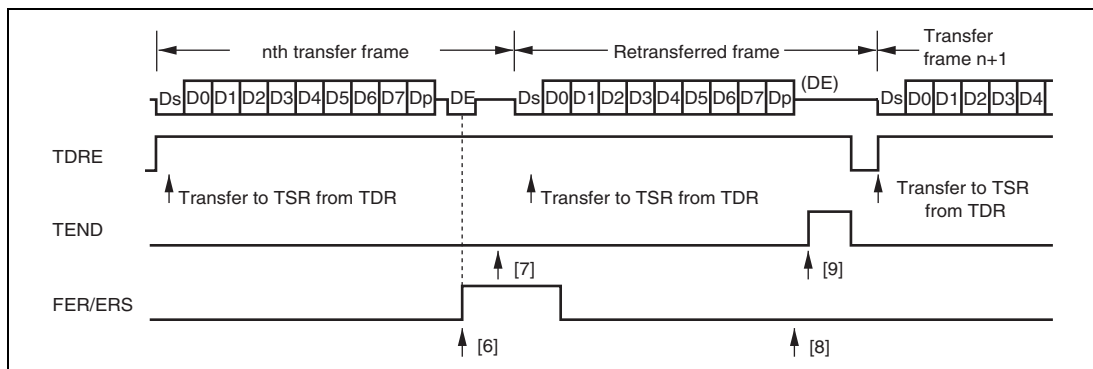 nth transfer frame Retransferred frame Transfer frame n+1
Ds D0 D1 D2 D3 D4 D5 D6 D7 Dp DE Ds D0 D1 D2 D3 D4 D5 D6 D7 Dp (DE) Ds D0 D1 D2 D3 D4
TDRE
Transfer to TSR from TDR Transfer to TSR from TDR Transfer to TSR from TDR
TEND
[7] [9]
FER/ERS
[6] [8]